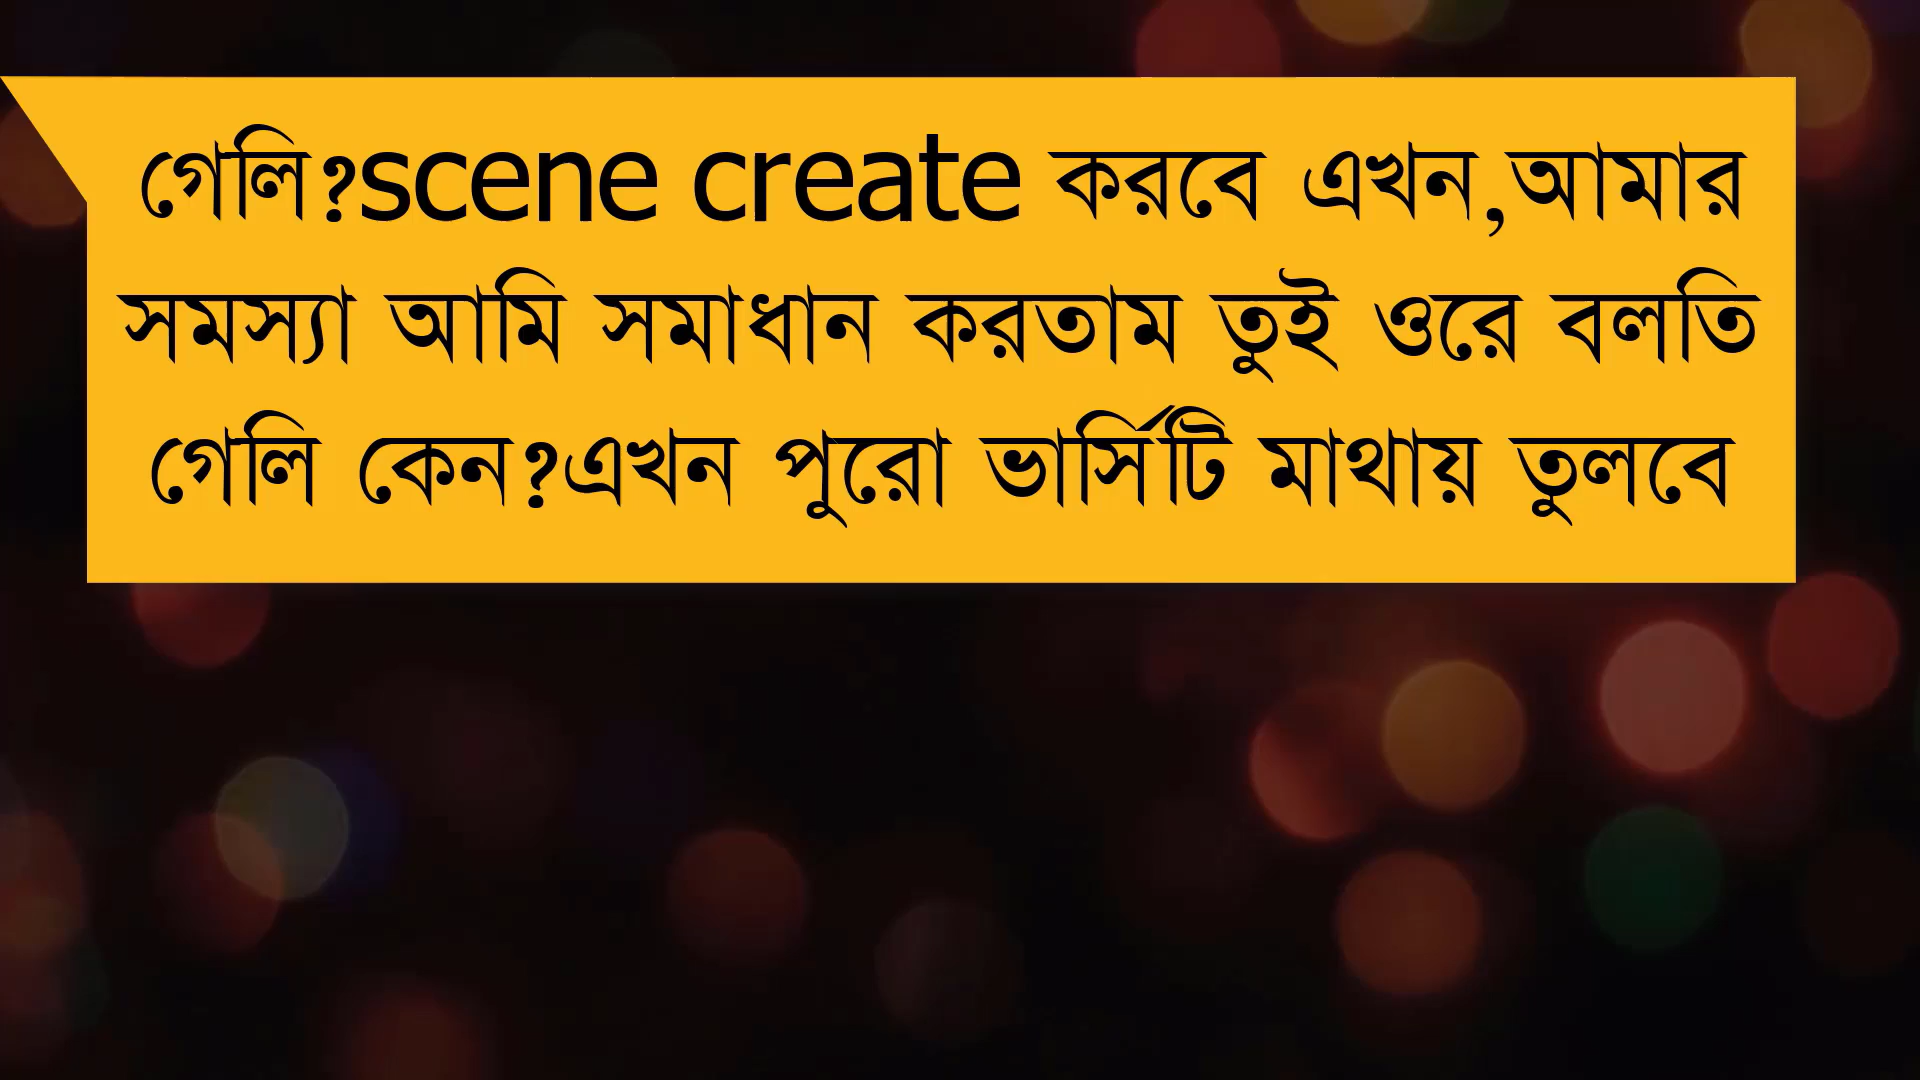 গেলি?scene create করবে এখন,আমার
সমস্যা আমি সমাধান করতাম তুই ওরে বলতি
গেলি কেন?এখন পুরো ভার্সিটি মাথায় তুলবে